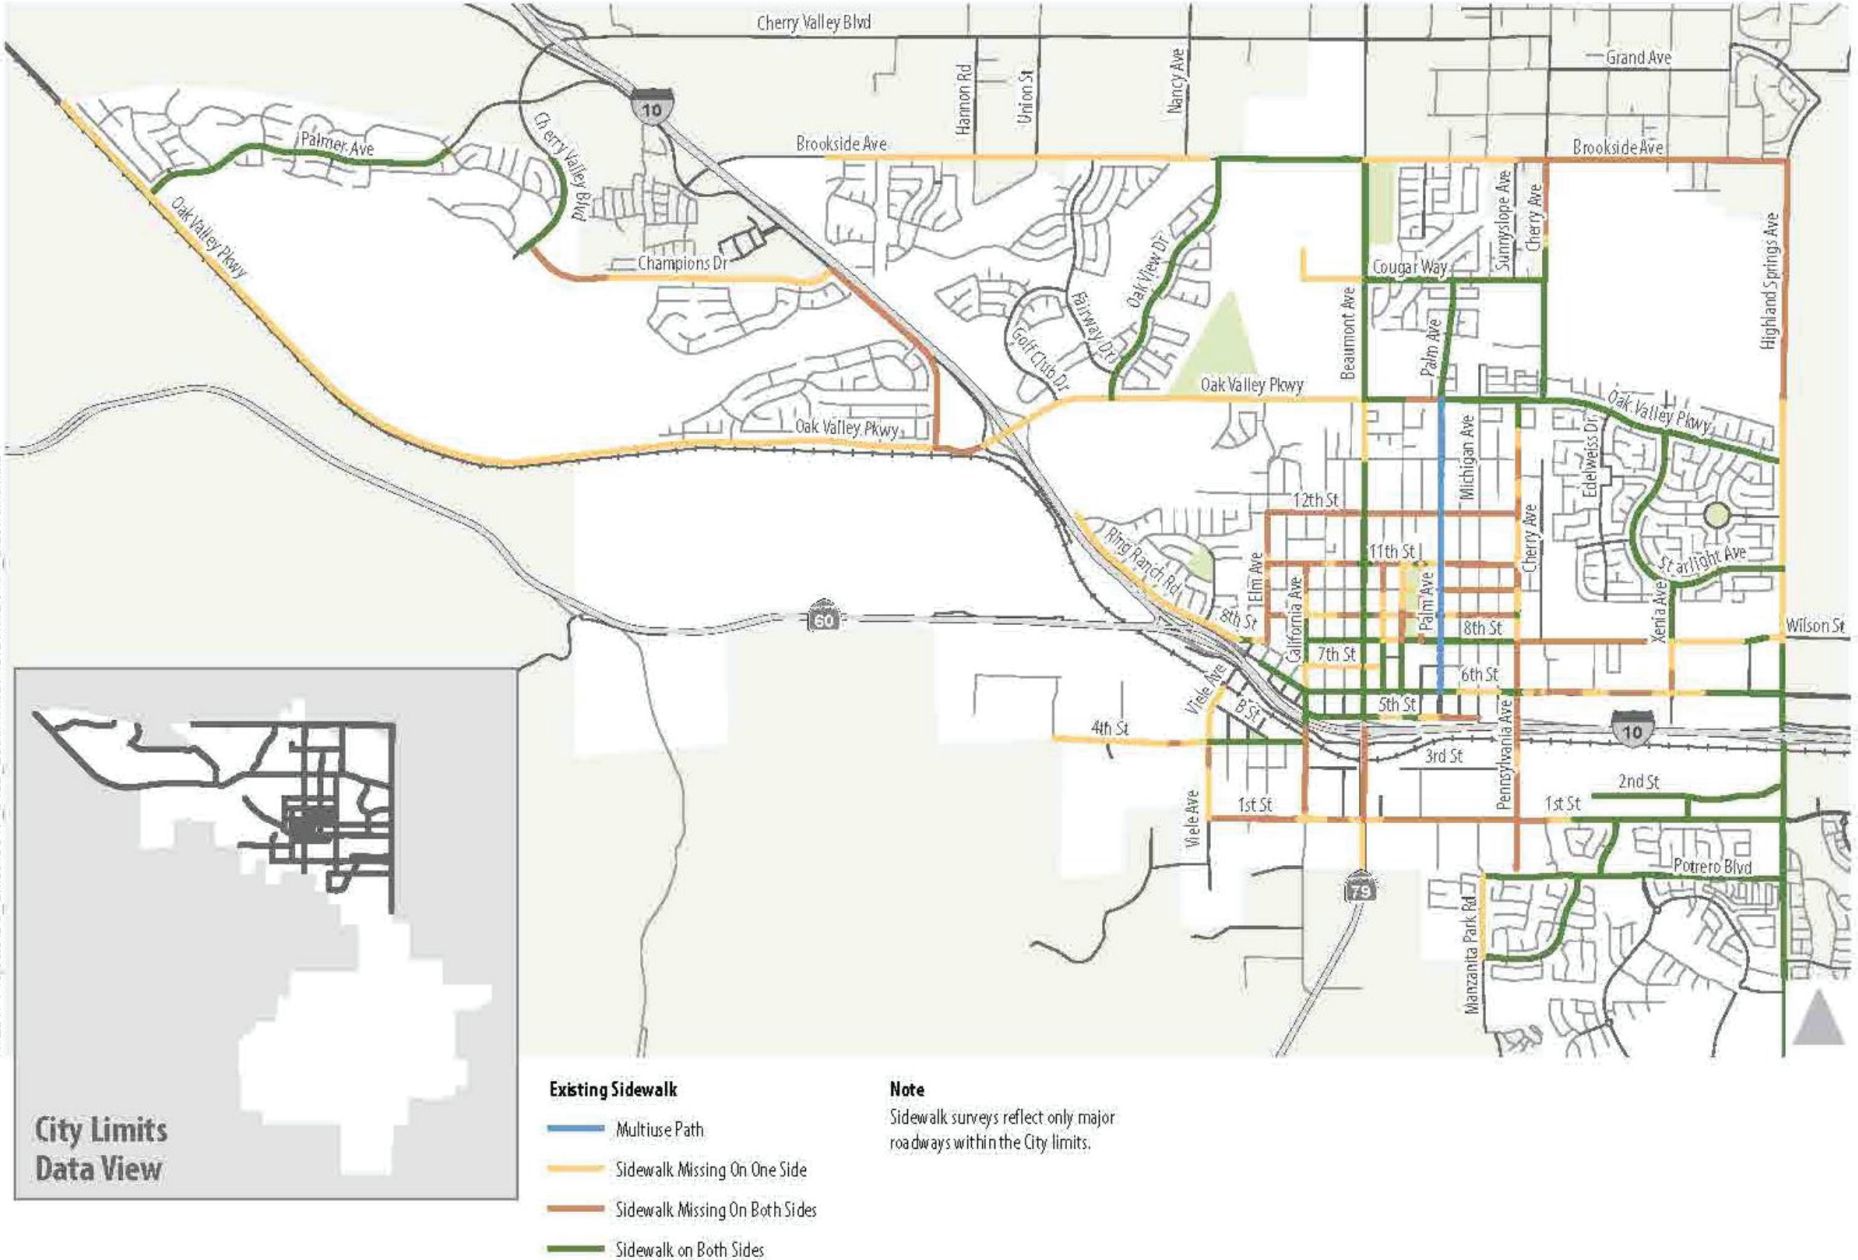 Cherry Valley Blvd
Grand Ave
10
Hannon Rd
Union St
Nancy Ave
Palmer Ave
Cherry Valley Blvd
Brookside Ave
Brookside Ave
Sunnyslope Ave
Cherry Ave
Highland Springs Ave
Oak Valley Pkwy
Champions Dr
Oak View Dr
Cougar Way
Fairway Dr
Golf Club Dr
Beaumont Ave
Palm Ave
Oak Valley Pkwy
Oak Valley Pkwy
Oak Valley Pkwy
Michigan Ave
Edelweiss Dr
12th St
Ring Ranch Rd
11th St
Cherry Ave
Starlight Ave
Elm Ave
California Ave
Palm Ave
60
8th St
8th St
Xenia Ave
Wilson St
7th St
6th St
Viele Ave
B St
5th St
4th St
Pennsylvania Ave
10
3rd St
2nd St
Viele Ave
1st St
1st St
Potrero Blvd
79
Manzanita Park Rd
City Limits
Data View
Existing Sidewalk
Multiuse Path
Sidewalk Missing On One Side
Sidewalk Missing On Both Sides
Sidewalk on Both Sides
Note
Sidewalk surveys reflect only major
roadways within the City limits.